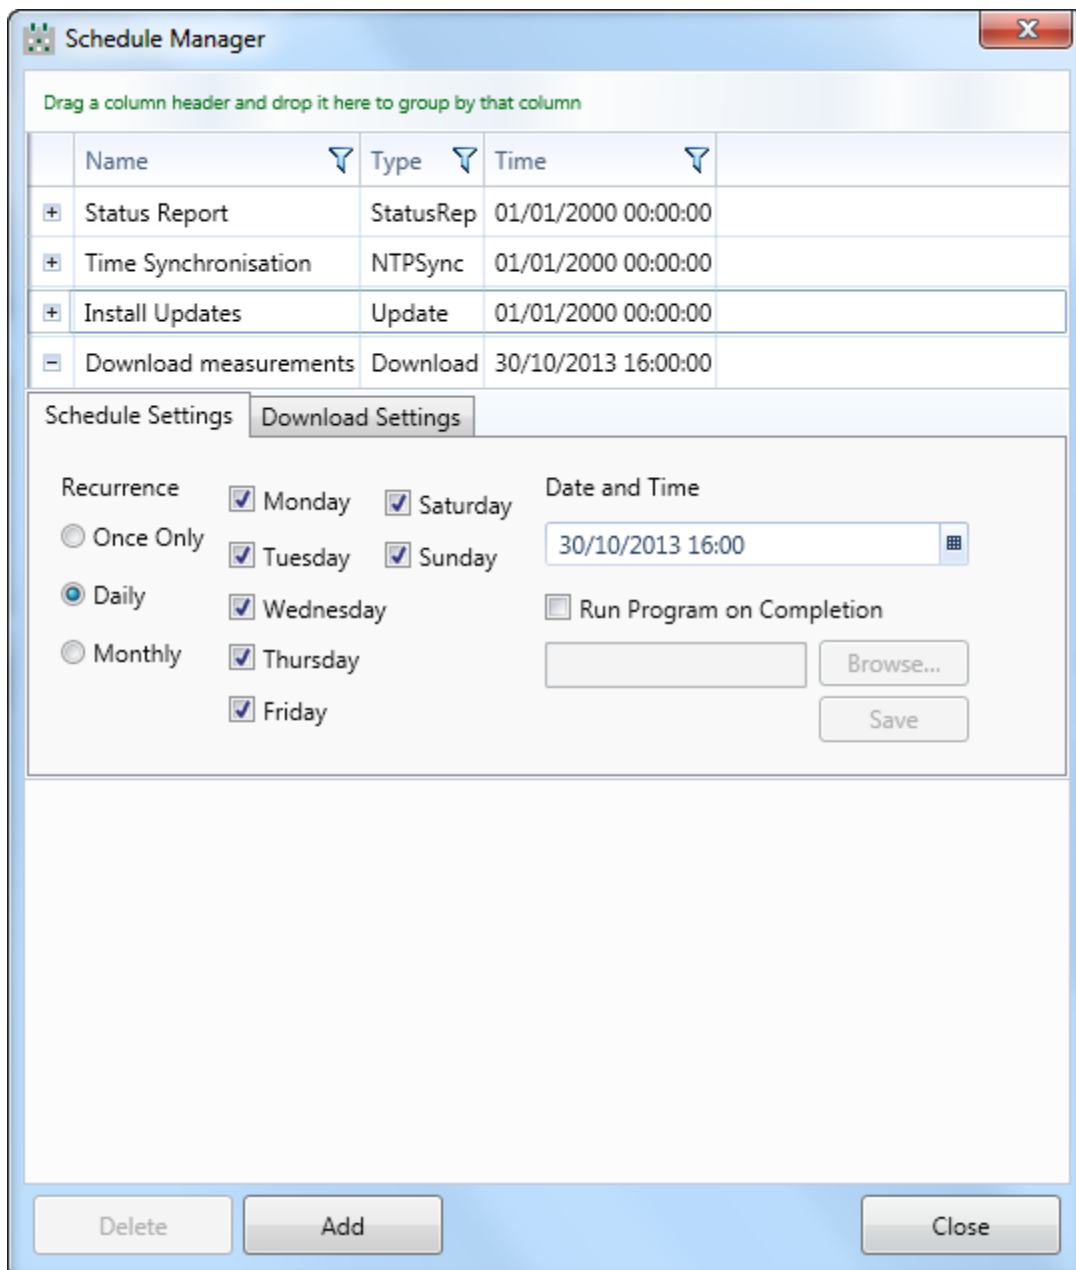 Schedule Manager
x
Drag a column header and drop it here to group by that column
Name Type Time
Status Report StatusRep 01/01/2000 00:00:00
Time Synchronisation NTPSync 01/01/2000 00:00:00
Install Updates Update 01/01/2000 00:00:00
Download measurements Download 30/10/2013 16:00:00
Schedule Settings Download Settings
Recurrence Monday Saturday Date and Time
Once Only Tuesday Sunday 30/10/2013 16:00
Daily Wednesday Run Program on Completion
Monthly Thursday Browse...
Friday Save
Delete Add Close